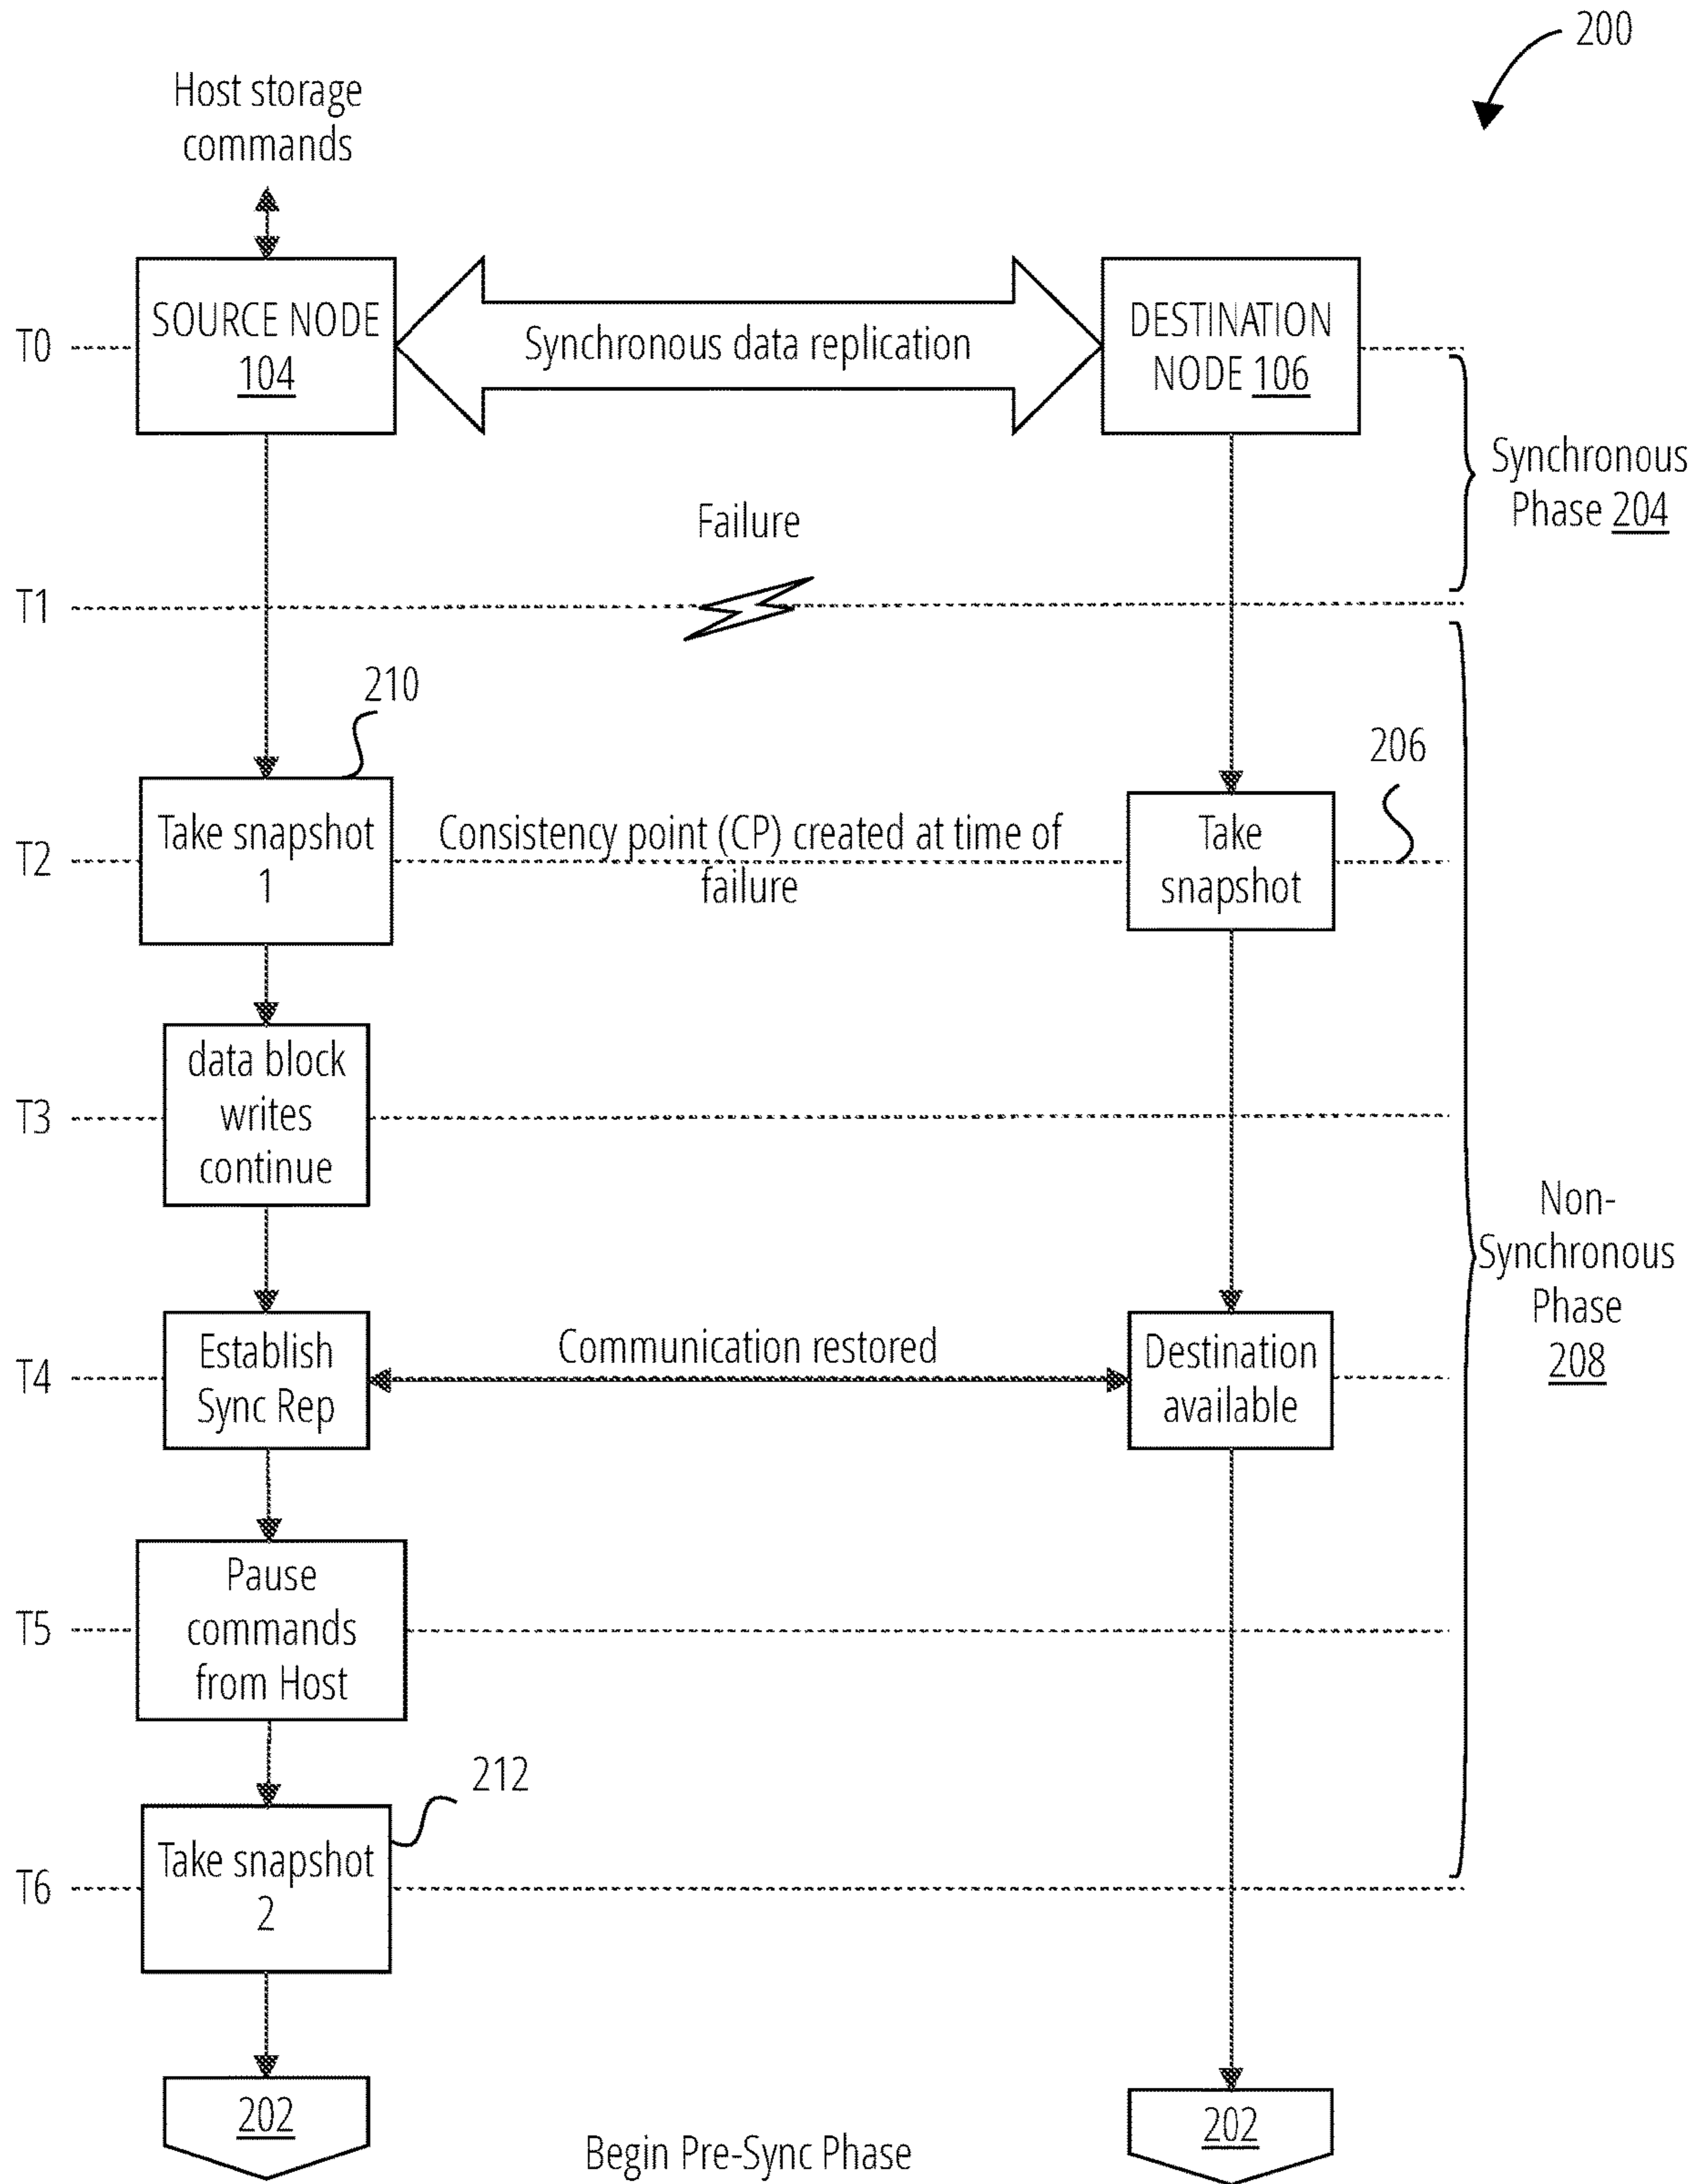 200
Host storage
commands
T0
SOURCE NODE
104
Synchronous data replication
DESTINATION
NODE 106
Synchronous
Phase 204
Failure
T1
210
206
T2
Take snapshot
1
Consistency point (CP) created at time of
failure
Take
snapshot
T3
data block
writes
continue
Non-
Synchronous
Phase
208
T4
Establish
Sync Rep
Communication restored
Destination
available
T5
Pause
commands
from Host
212
T6
Take snapshot
2
202
202
Begin Pre-Sync Phase